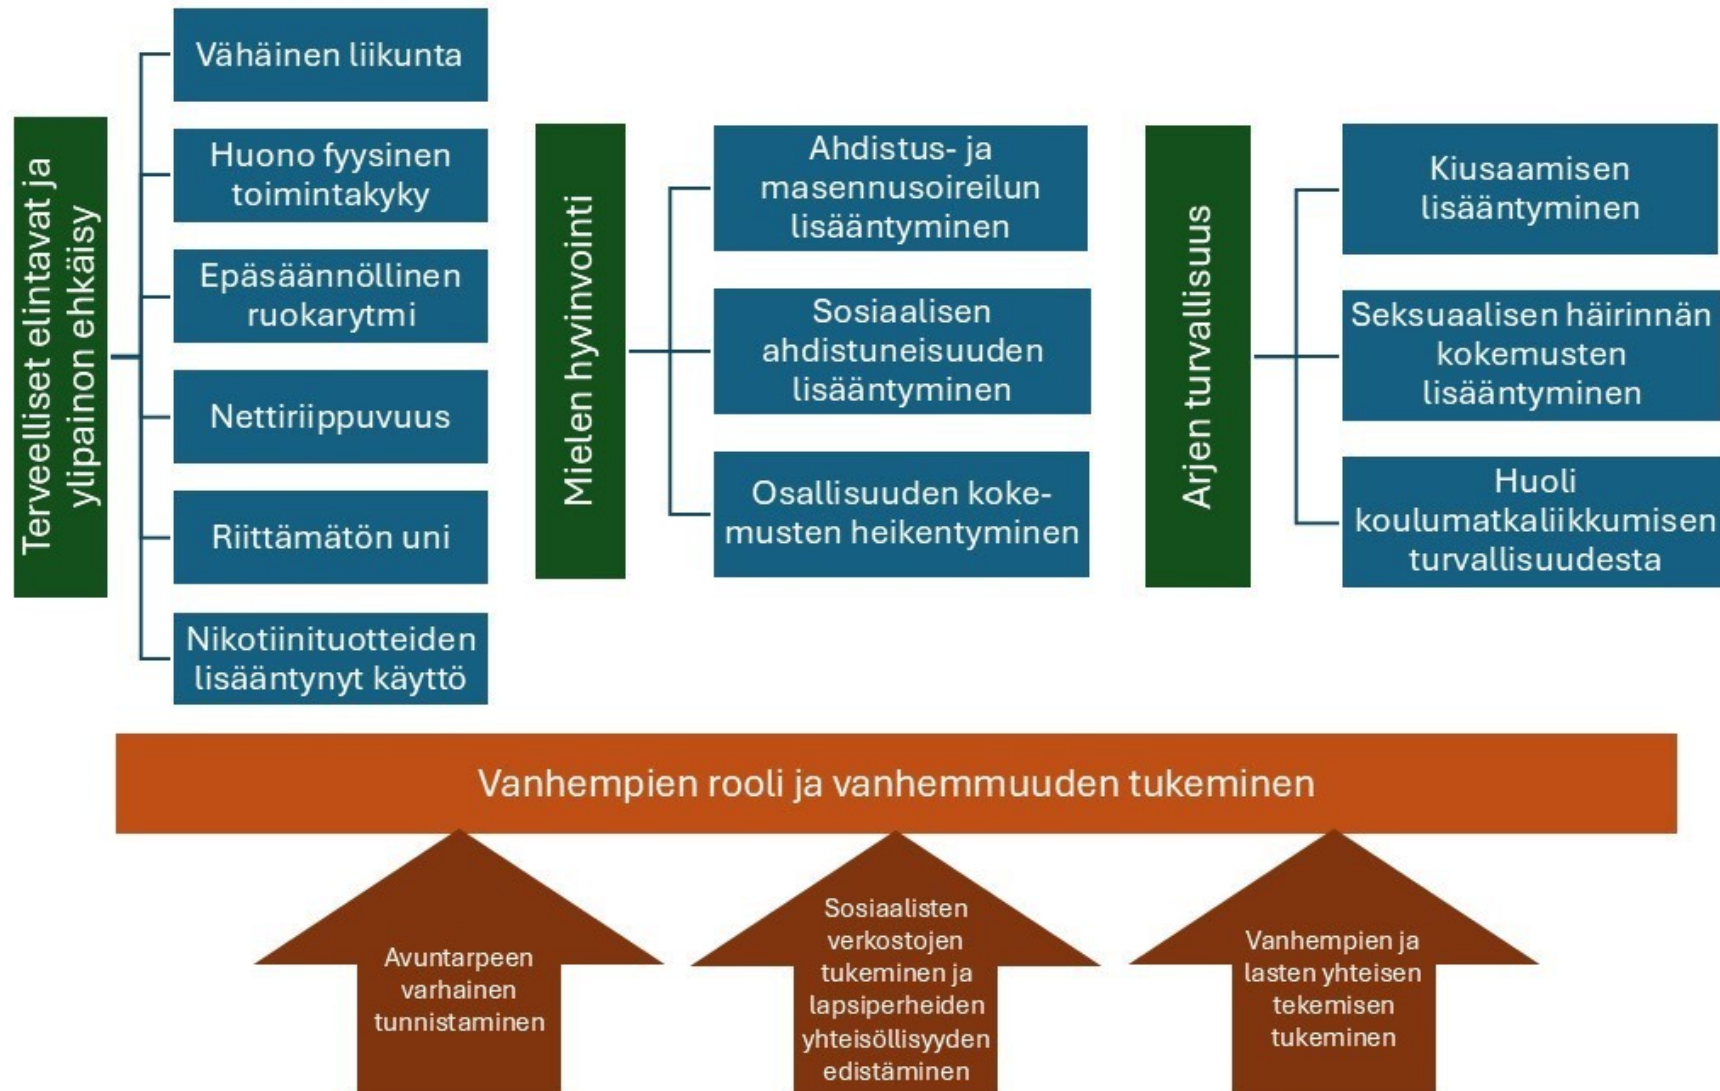 Terveelliset elintavat ja
ylipainon ehkäisy
Vähäinen liikunta
Huono fyysinen
toimintakyky
Epäsäännöllinen
ruokarytmi
Nettiriippuvuus
Riittämätön uni
Nikotiinituotteiden
lisääntynyt käyttö
Mielen hyvinvointi
Ahdistus- ja
masennusoireilun
lisääntyminen
Sosiaalisen
ahdistuneisuuden
lisääntyminen
Osallisuuden koke-
musten heikentyminen
Arjen turvallisuus
Kiusaamisen
lisääntyminen
Seksuaalisen häirinnän
kokemusten
lisääntyminen
Huoli
koulumatkaliikkumisen
turvallisuudesta
Vanhempien rooli ja vanhemmuuden tukeminen
Avuntarpeen
varhainen
tunnistaminen
Sosiaalisten
verkostojen
tukeminen ja
lapsiperheiden
yhteisöllisyyden
edistäminen
Vanhempien ja
lasten yhteisen
tekemisen
tukeminen